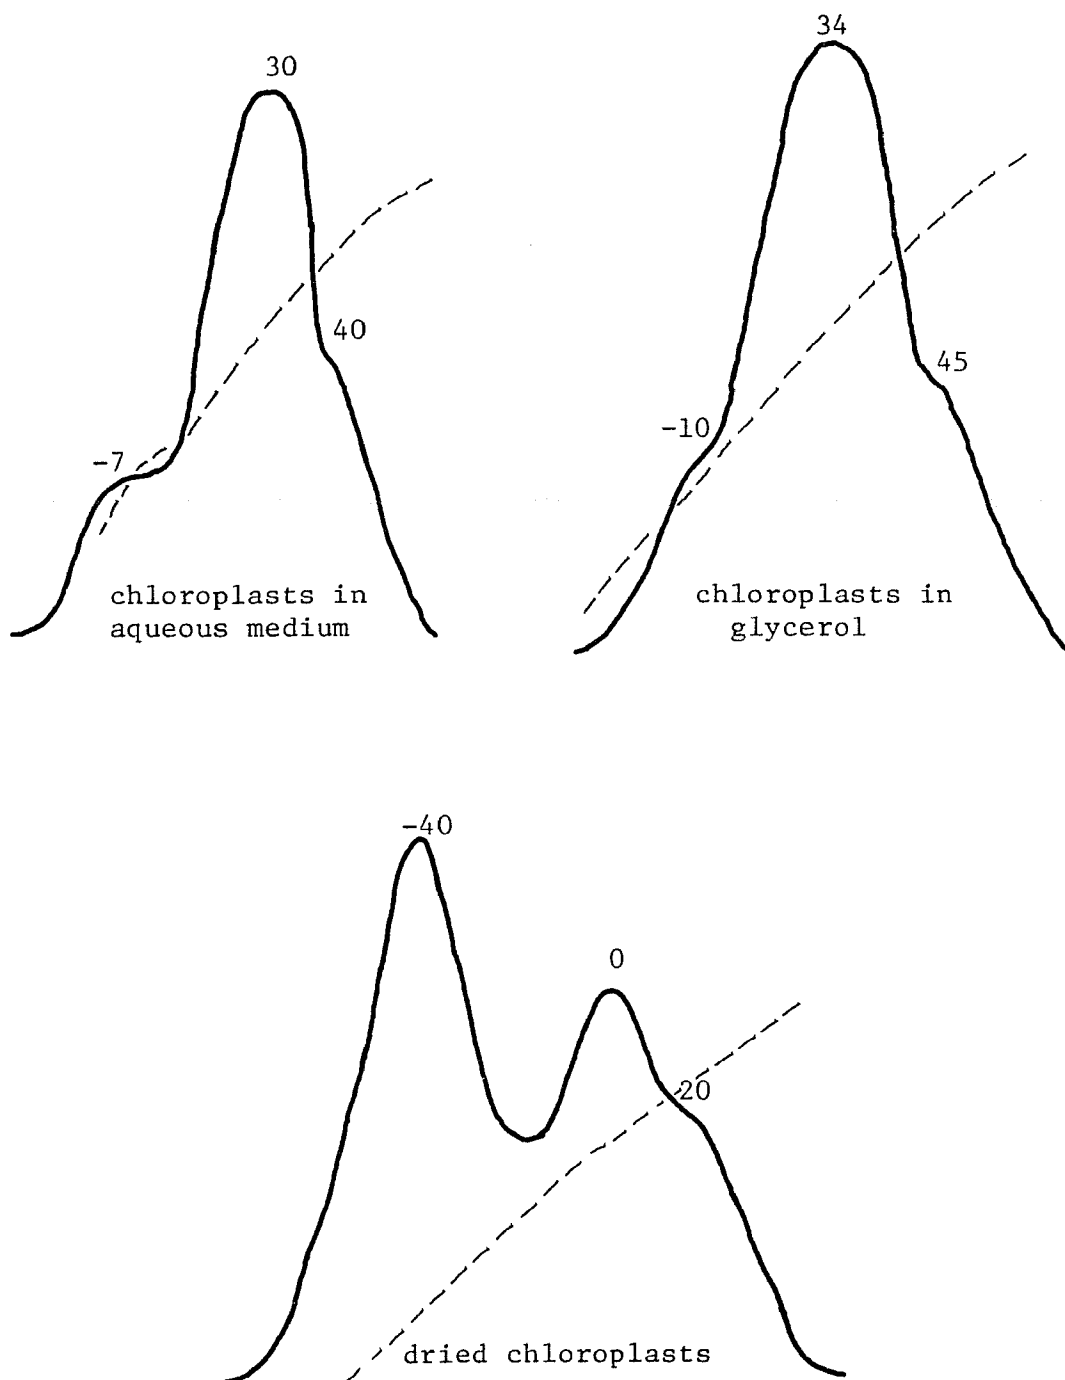 30
40
-7
chloroplasts in
aqueous medium
34
45
-10
chloroplasts in
glycerol
-40
0
20
dried chloroplasts